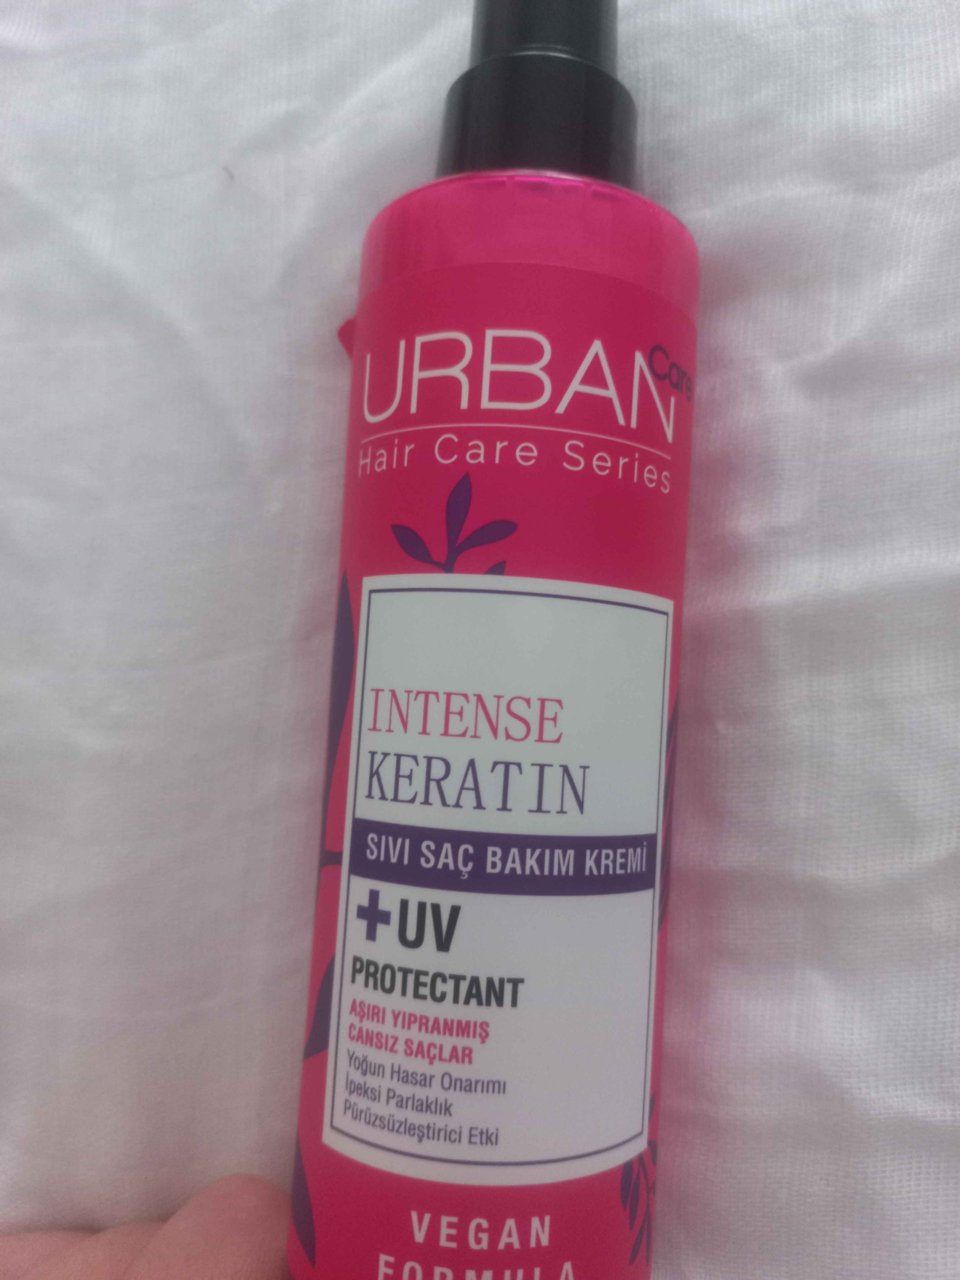 URBAN Care
Hair Care Series
INTENSE
KERATIN
SIVI SAÇ BAKIM KREMİ
+UV
PROTECTANT
AŞIRI YIPRANMIŞ
CANSIZ SAÇLAR
Yoğun Hasar Onarımı
İpeksi Parlaklık
Pürüzsüzleştirici Etki
VEGAN
FORMULA